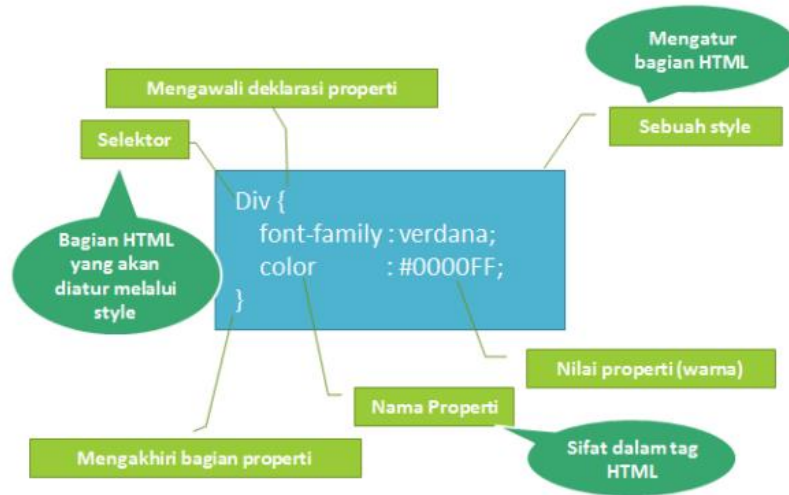 Mengatur
bagian HTML
Mengawali deklarasi properti
Sebuah style
Selektor
Div {
font-family : verdana;
color : #0000FF;
}
Bagian HTML
yang akan
diatur melalui
style
Nilai properti (warna)
Nama Properti
Sifat dalam tag
HTML
Mengakhiri bagian properti